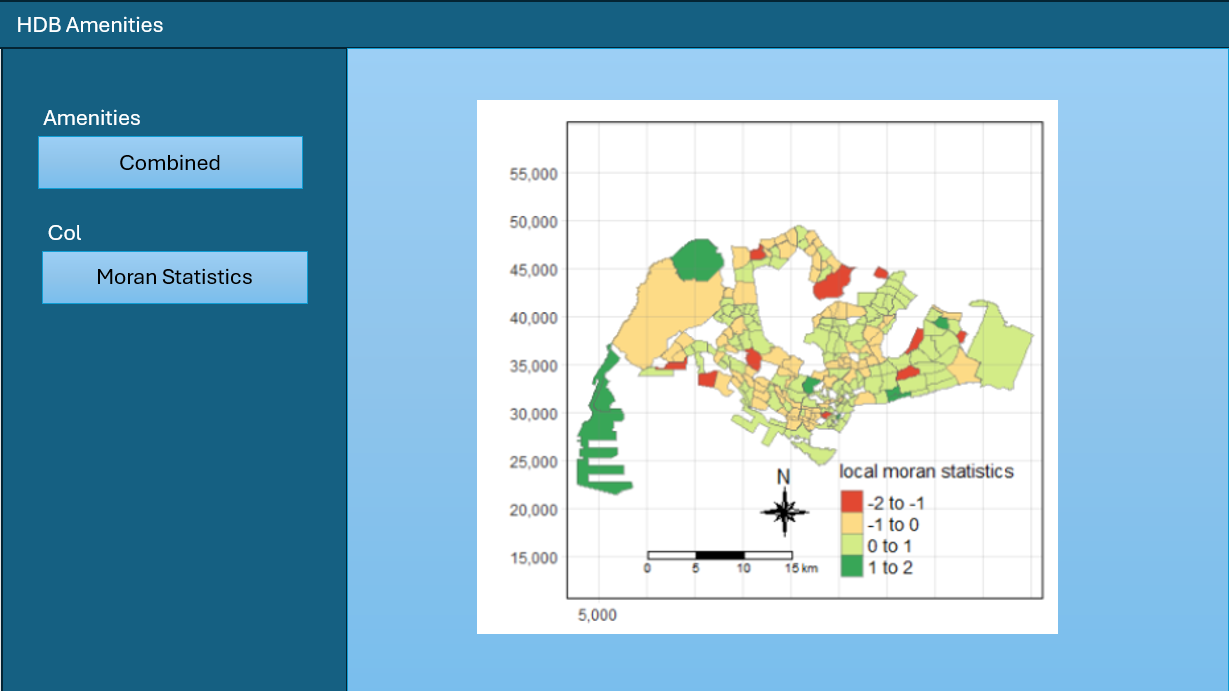 HDB Amenities
Amenities
Combined
Col
Moran Statistics
55,000
50,000
45,000
40,000
35,000
30,000
25,000
20,000
15,000
5,000
N
0 5 10 15 km
local moran statistics
-2 to -1
-1 to 0
0 to 1
1 to 2